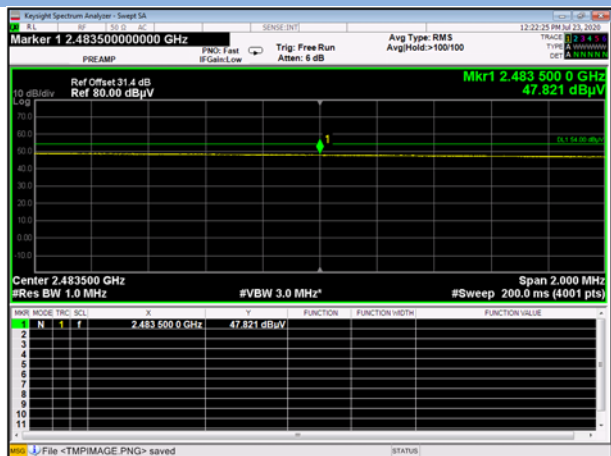 Keysight Spectrum Analyzer - Swept SA
RL RF 50 Ω AC SENSE:INT 12:22:25 PM Jul 23, 2020
Marker 1 2.483500000000 GHz
PREAMP
PNO: Fast
IFGain:Low
Trig: Free Run
Atten: 6 dB
Avg Type: RMS
Avg|Hold:>100/100
TRACE 1 2 3 4 5 6
TYPE A WWWWW
DET A N N N N N
Ref Offset 31.4 dB
10 dB/div Ref 80.00 dBµV
Log
Mkr1 2.483 500 0 GHz
47.821 dBµV
70.0
60.0
1
DL1 54.00 dBµV
50.0
40.0
30.0
20.0
10.0
0.00
-10.0
Center 2.483500 GHz Span 2.000 MHz
#Res BW 1.0 MHz #VBW 3.0 MHz* #Sweep 200.0 ms (4001 pts)
MKR MODE TRC SCL X Y FUNCTION FUNCTION WIDTH FUNCTION VALUE
1 N 1 f 2.483 500 0 GHz 47.821 dBµV
2
3
4
5
6
7
8
9
10
11
MSG File <TMPIMAGE.PNG> saved STATUS